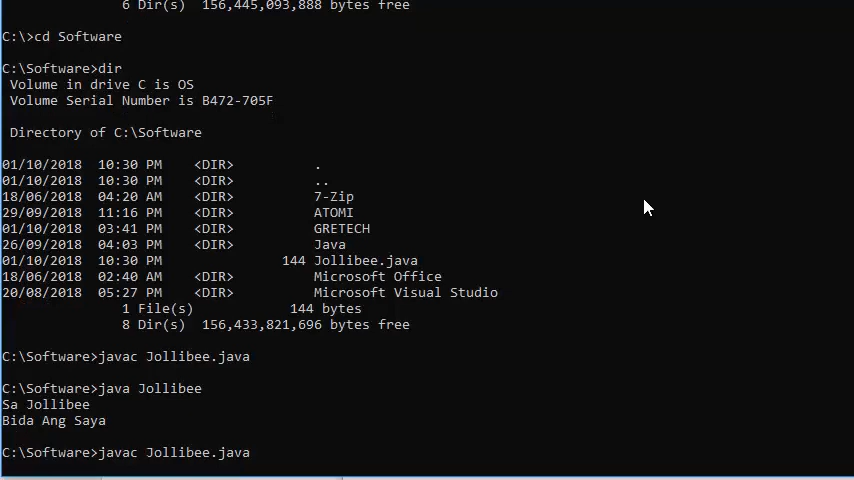 6 Dir(s)  156,445,093,888 bytes free
C:\>cd Software
C:\Software>dir
Volume in drive C is OS
Volume Serial Number is B472-705F
Directory of C:\Software
01/10/2018  10:30 PM    <DIR>          .
01/10/2018  10:30 PM    <DIR>          ..
18/06/2018  04:20 AM    <DIR>          7-Zip
29/09/2018  11:16 PM    <DIR>          ATOMI
01/10/2018  03:41 PM    <DIR>          GRETECH
26/09/2018  04:03 PM    <DIR>          Java
01/10/2018  10:30 PM               144 Jollibee.java
18/06/2018  02:40 AM    <DIR>          Microsoft Office
20/08/2018  05:27 PM    <DIR>          Microsoft Visual Studio
1 File(s)            144 bytes
8 Dir(s)  156,433,821,696 bytes free
C:\Software>javac Jollibee.java
C:\Software>java Jollibee
Sa Jollibee
Bida Ang Saya
C:\Software>javac Jollibee.java